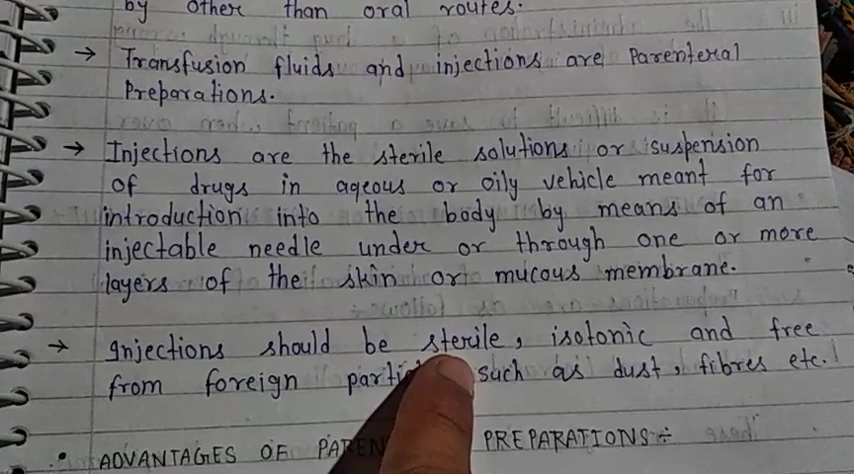 by other than oral routes.
→ Transfusion fluids and injections are Parenteral
Preparations.
→ Injections are the sterile solutions or suspension
of drugs in aqeous or oily vehicle meant for
introduction into the body by means of an
injectable needle under or through one or more
layers of the skin or mucous membrane.
→ Injections should be sterile, isotonic and free
from foreign parti such as dust, fibres etc.
• ADVANTAGES OF PAREN PREPARATIONS÷